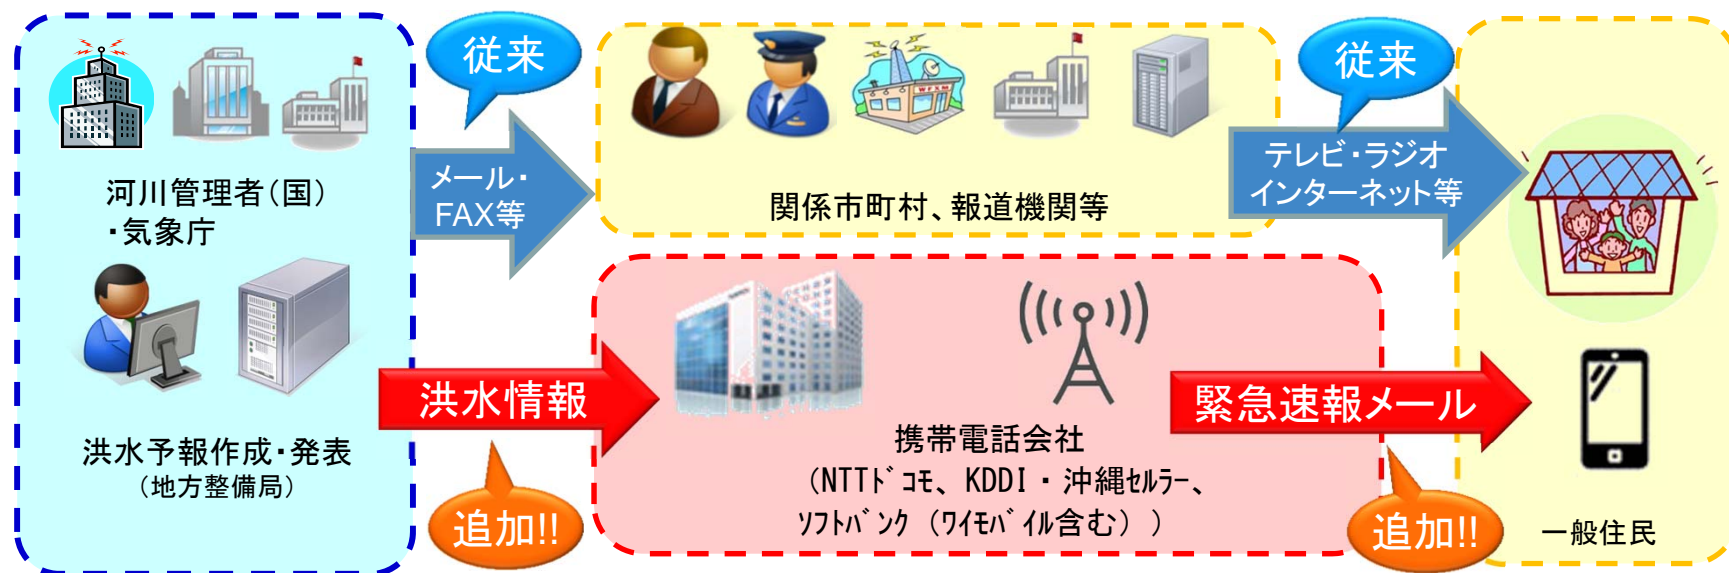 従来
従来
メール・
FAX等
テレビ・ラジオ
インターネット等
WFXM
河川管理者(国)
・気象庁
関係市町村、報道機関等
洪水情報
緊急速報メール
洪水予報作成・発表
(地方整備局)
携帯電話会社
(NTTドコモ、KDDI・沖縄セルラー、
ソフトバンク(ワイモバイル含む))
追加!!
追加!!
一般住民